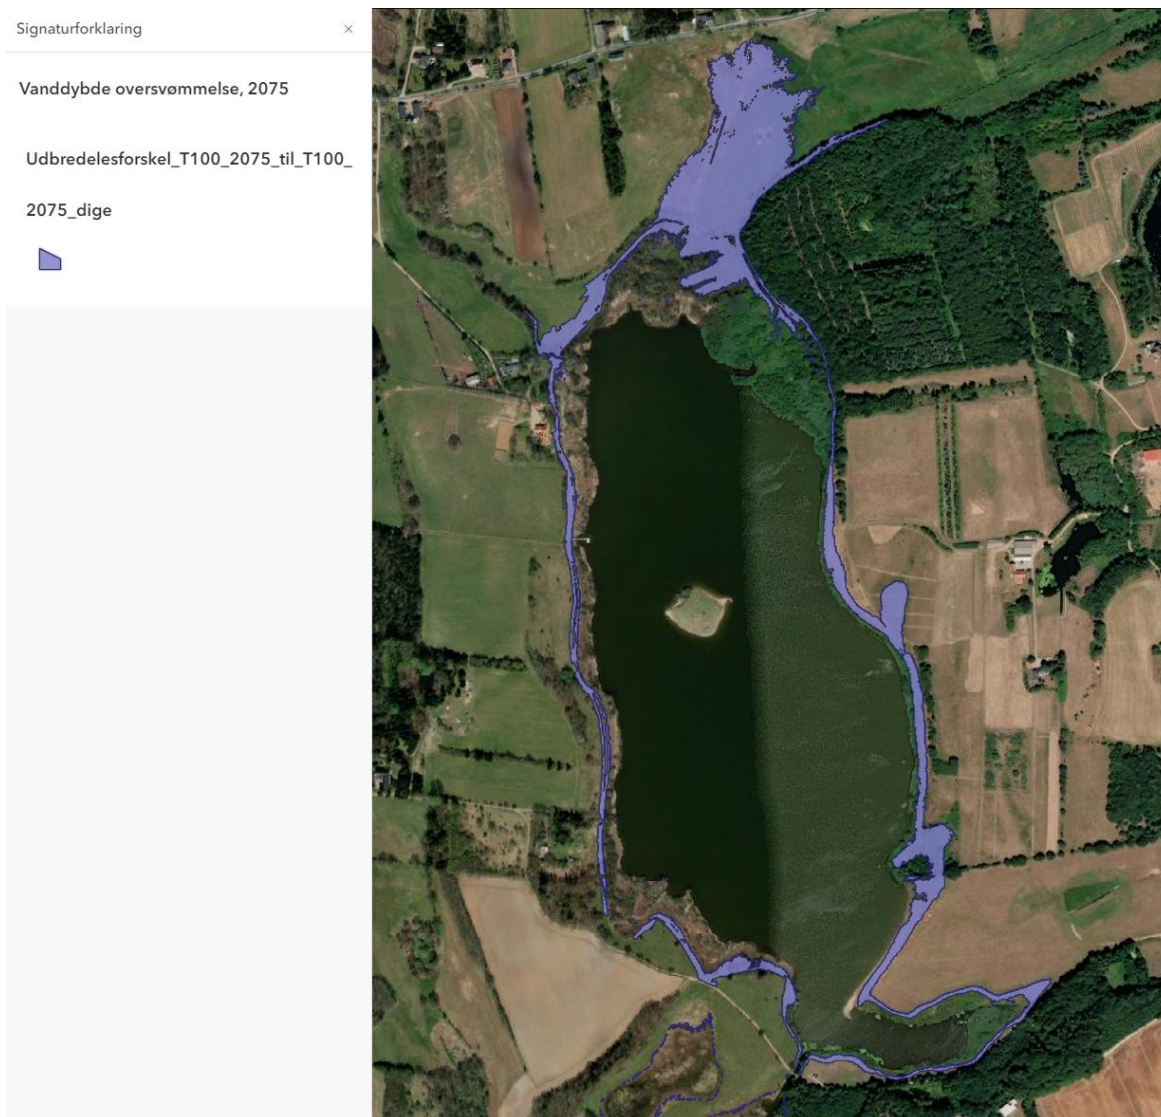 Signaturforklaring ×
Vanddybde oversvømmelse, 2075
Udbredelesforskel_T100_2075_til_T100_
2075_dige